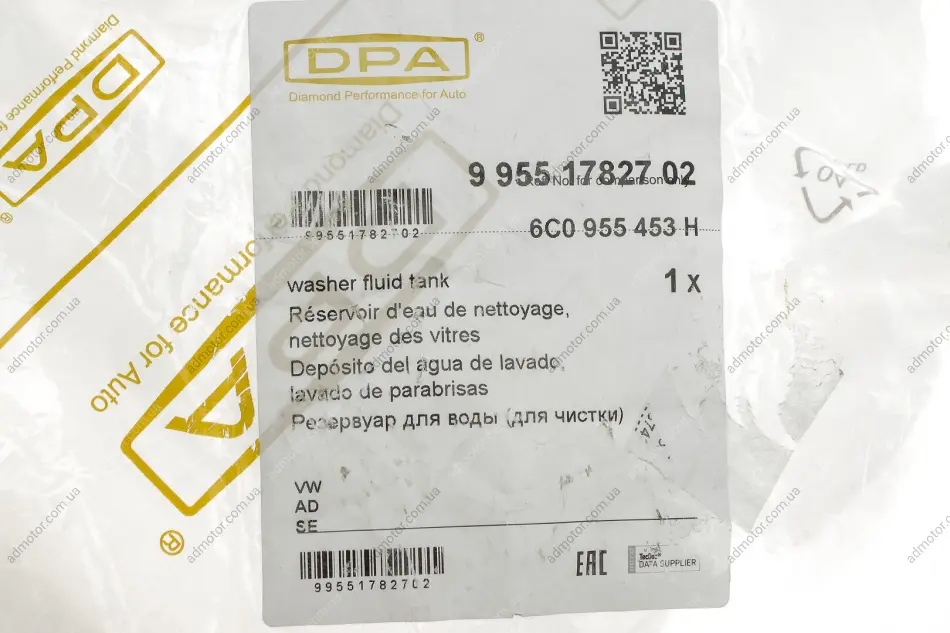 DPA®
Diamond Performance for Auto
9 955 17827 02
Not for comparison only
99551782702
6C0 955 453 H
washer fluid tank
1 x
Réservoir d'eau de nettoyage,
nettoyage des vitres
Depósito del agua de lavado,
lavado de parabrisas
Резервуар для воды (для чистки)
VW
AD
SE
99551782702
EAC
TecDoc®
DATA SUPPLIER
DPA®
Diamond Performance for
formance for Auto
®
04
admotor.com.ua